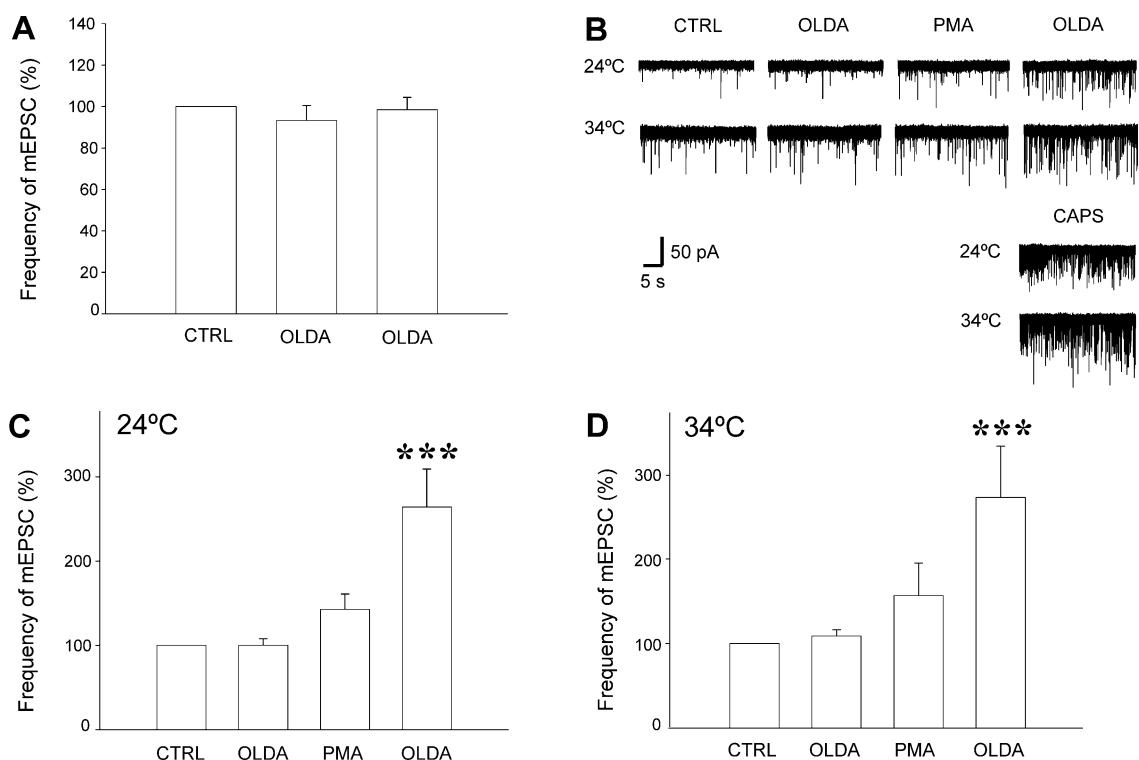 A
Frequency of mEPSC (%)
140
120
100
80
60
40
20
0
CTRL OLDA OLDA
B
CTRL OLDA PMA OLDA
24ºC
34ºC
CAPS
24ºC
34ºC
50 pA
5 s
C
24ºC
***
Frequency of mEPSC (%)
300
200
100
0
CTRL OLDA PMA OLDA
D
34ºC
***
Frequency of mEPSC (%)
300
200
100
0
CTRL OLDA PMA OLDA